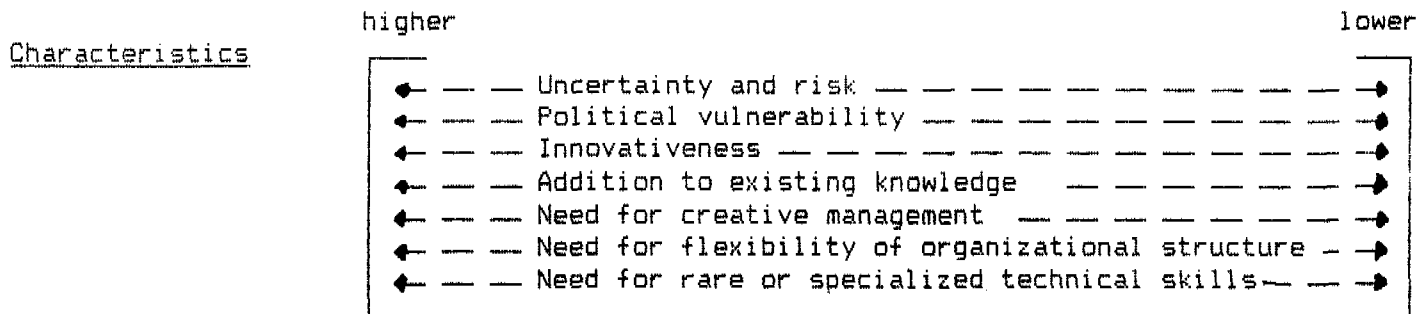 higher lower
Characteristics
Uncertainty and risk
Political vulnerability
Innovativeness
Addition to existing knowledge
Need for creative management
Need for flexibility of organizational structure
Need for rare or specialized technical skills